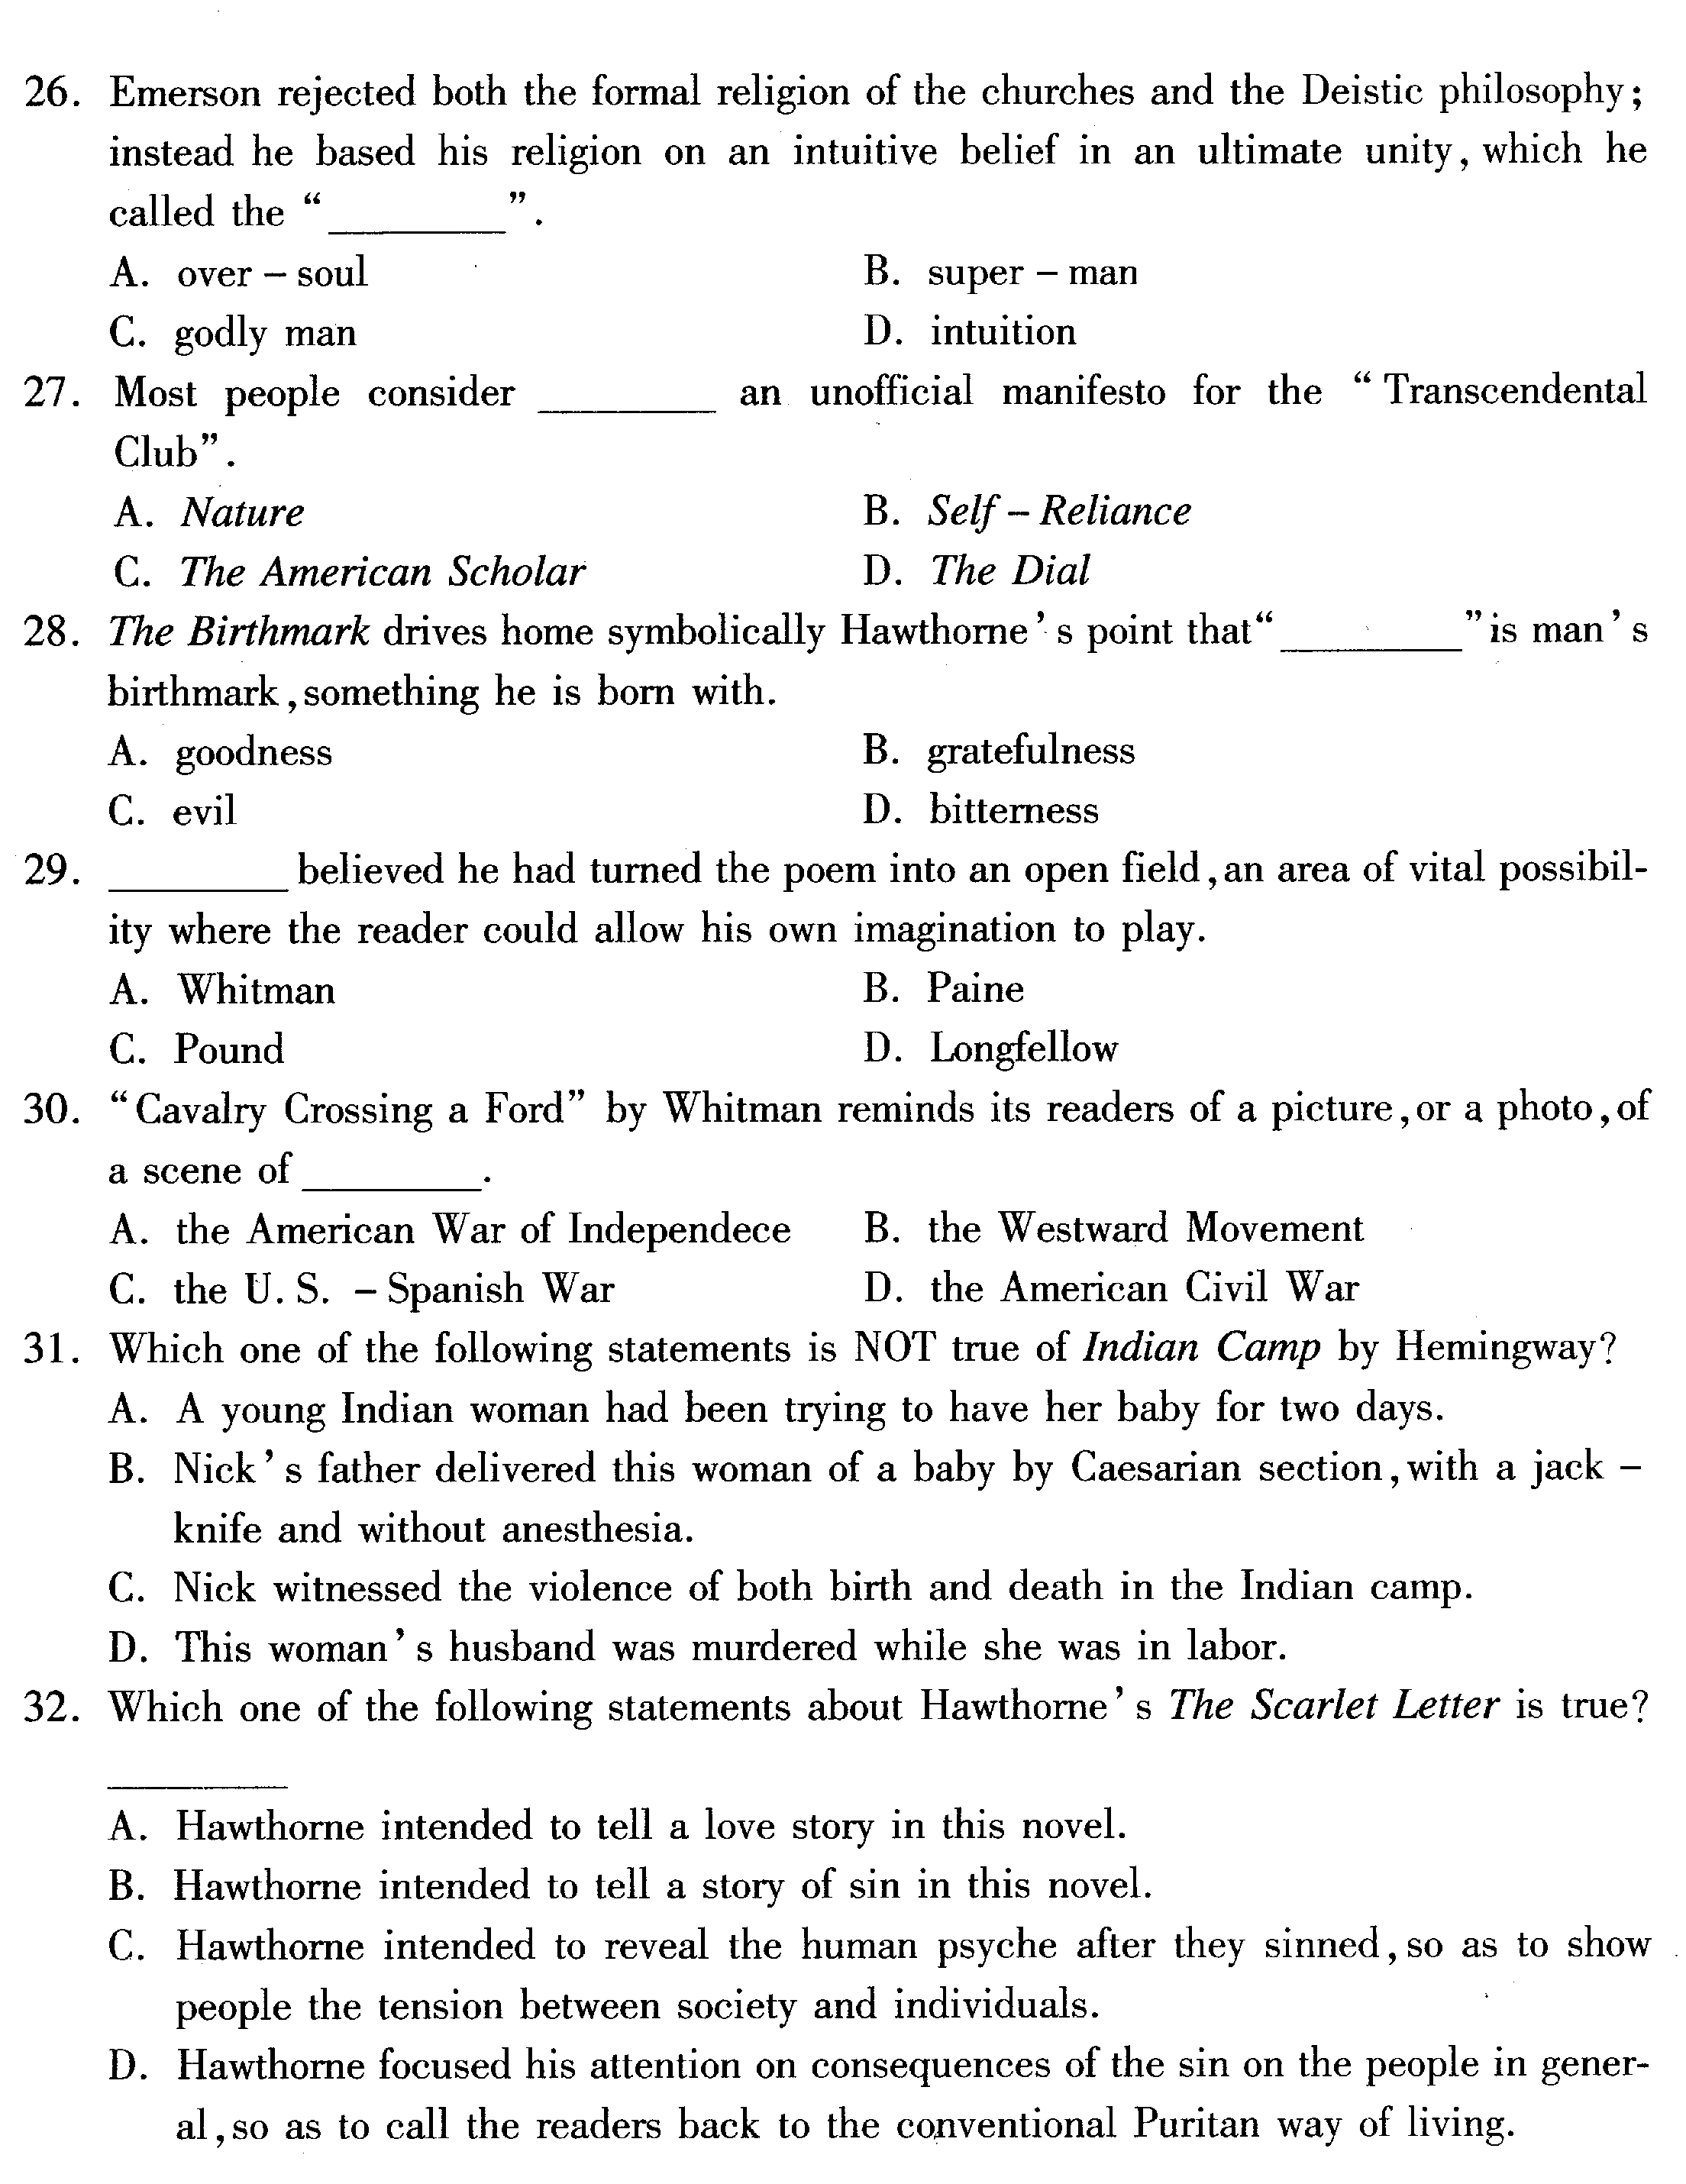 26. Emerson rejected both the formal religion of the churches and the Deistic philosophy;
instead he based his religion on an intuitive belief in an ultimate unity, which he
called the “________”.
A. over – soul B. super – man
C. godly man D. intuition
27. Most people consider ________ an unofficial manifesto for the “Transcendental
Club”.
A. Nature B. Self – Reliance
C. The American Scholar D. The Dial
28. The Birthmark drives home symbolically Hawthorne's point that“________”is man's
birthmark, something he is born with.
A. goodness B. gratefulness
C. evil D. bitterness
29. ________ believed he had turned the poem into an open field, an area of vital possibil-
ity where the reader could allow his own imagination to play.
A. Whitman B. Paine
C. Pound D. Longfellow
30. “Cavalry Crossing a Ford” by Whitman reminds its readers of a picture, or a photo, of
a scene of ________.
A. the American War of Independece B. the Westward Movement
C. the U. S. – Spanish War D. the American Civil War
31. Which one of the following statements is NOT true of Indian Camp by Hemingway?
A. A young Indian woman had been trying to have her baby for two days.
B. Nick's father delivered this woman of a baby by Caesarian section, with a jack –
knife and without anesthesia.
C. Nick witnessed the violence of both birth and death in the Indian camp.
D. This woman's husband was murdered while she was in labor.
32. Which one of the following statements about Hawthorne's The Scarlet Letter is true?
________
A. Hawthorne intended to tell a love story in this novel.
B. Hawthorne intended to tell a story of sin in this novel.
C. Hawthorne intended to reveal the human psyche after they sinned, so as to show
people the tension between society and individuals.
D. Hawthorne focused his attention on consequences of the sin on the people in gener-
al, so as to call the readers back to the conventional Puritan way of living.